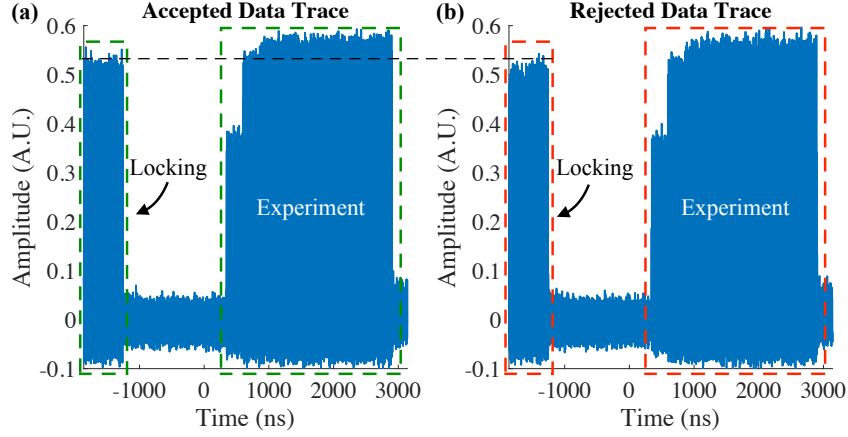 (a) Accepted Data Trace
0.6
0.5
0.4
0.3
0.2
0.1
0
-0.1
Amplitude (A.U.)
Locking
Experiment
-1000 0 1000 2000 3000
Time (ns)
(b) Rejected Data Trace
0.6
0.5
0.4
0.3
0.2
0.1
0
-0.1
Amplitude (A.U.)
Locking
Experiment
-1000 0 1000 2000 3000
Time (ns)